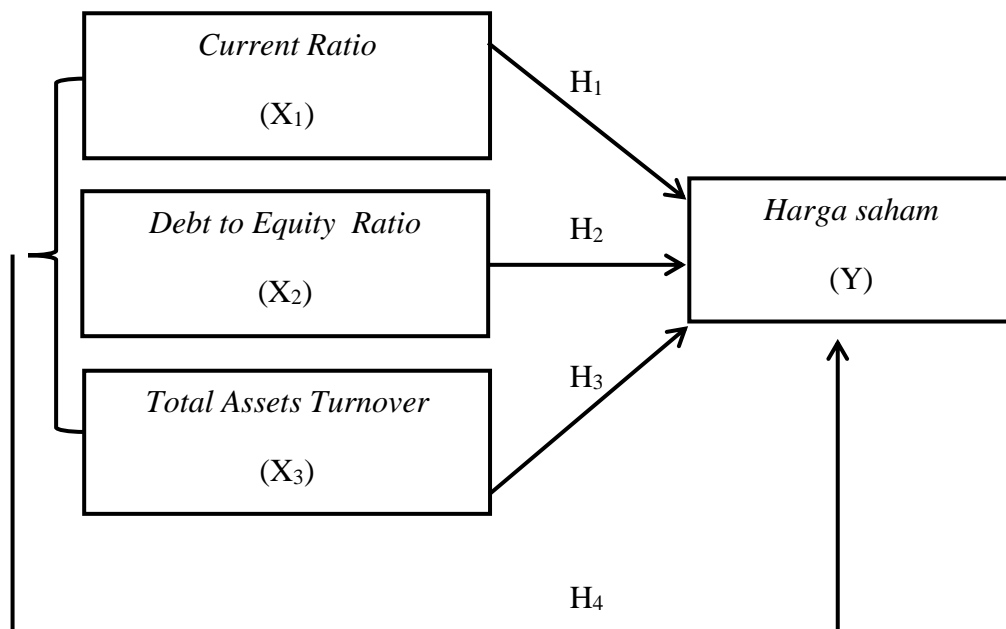 Current Ratio
(X₁)
H₁
Debt to Equity Ratio
(X₂)
H₂
Harga saham
(Y)
Total Assets Turnover
(X₃)
H₃
H₄